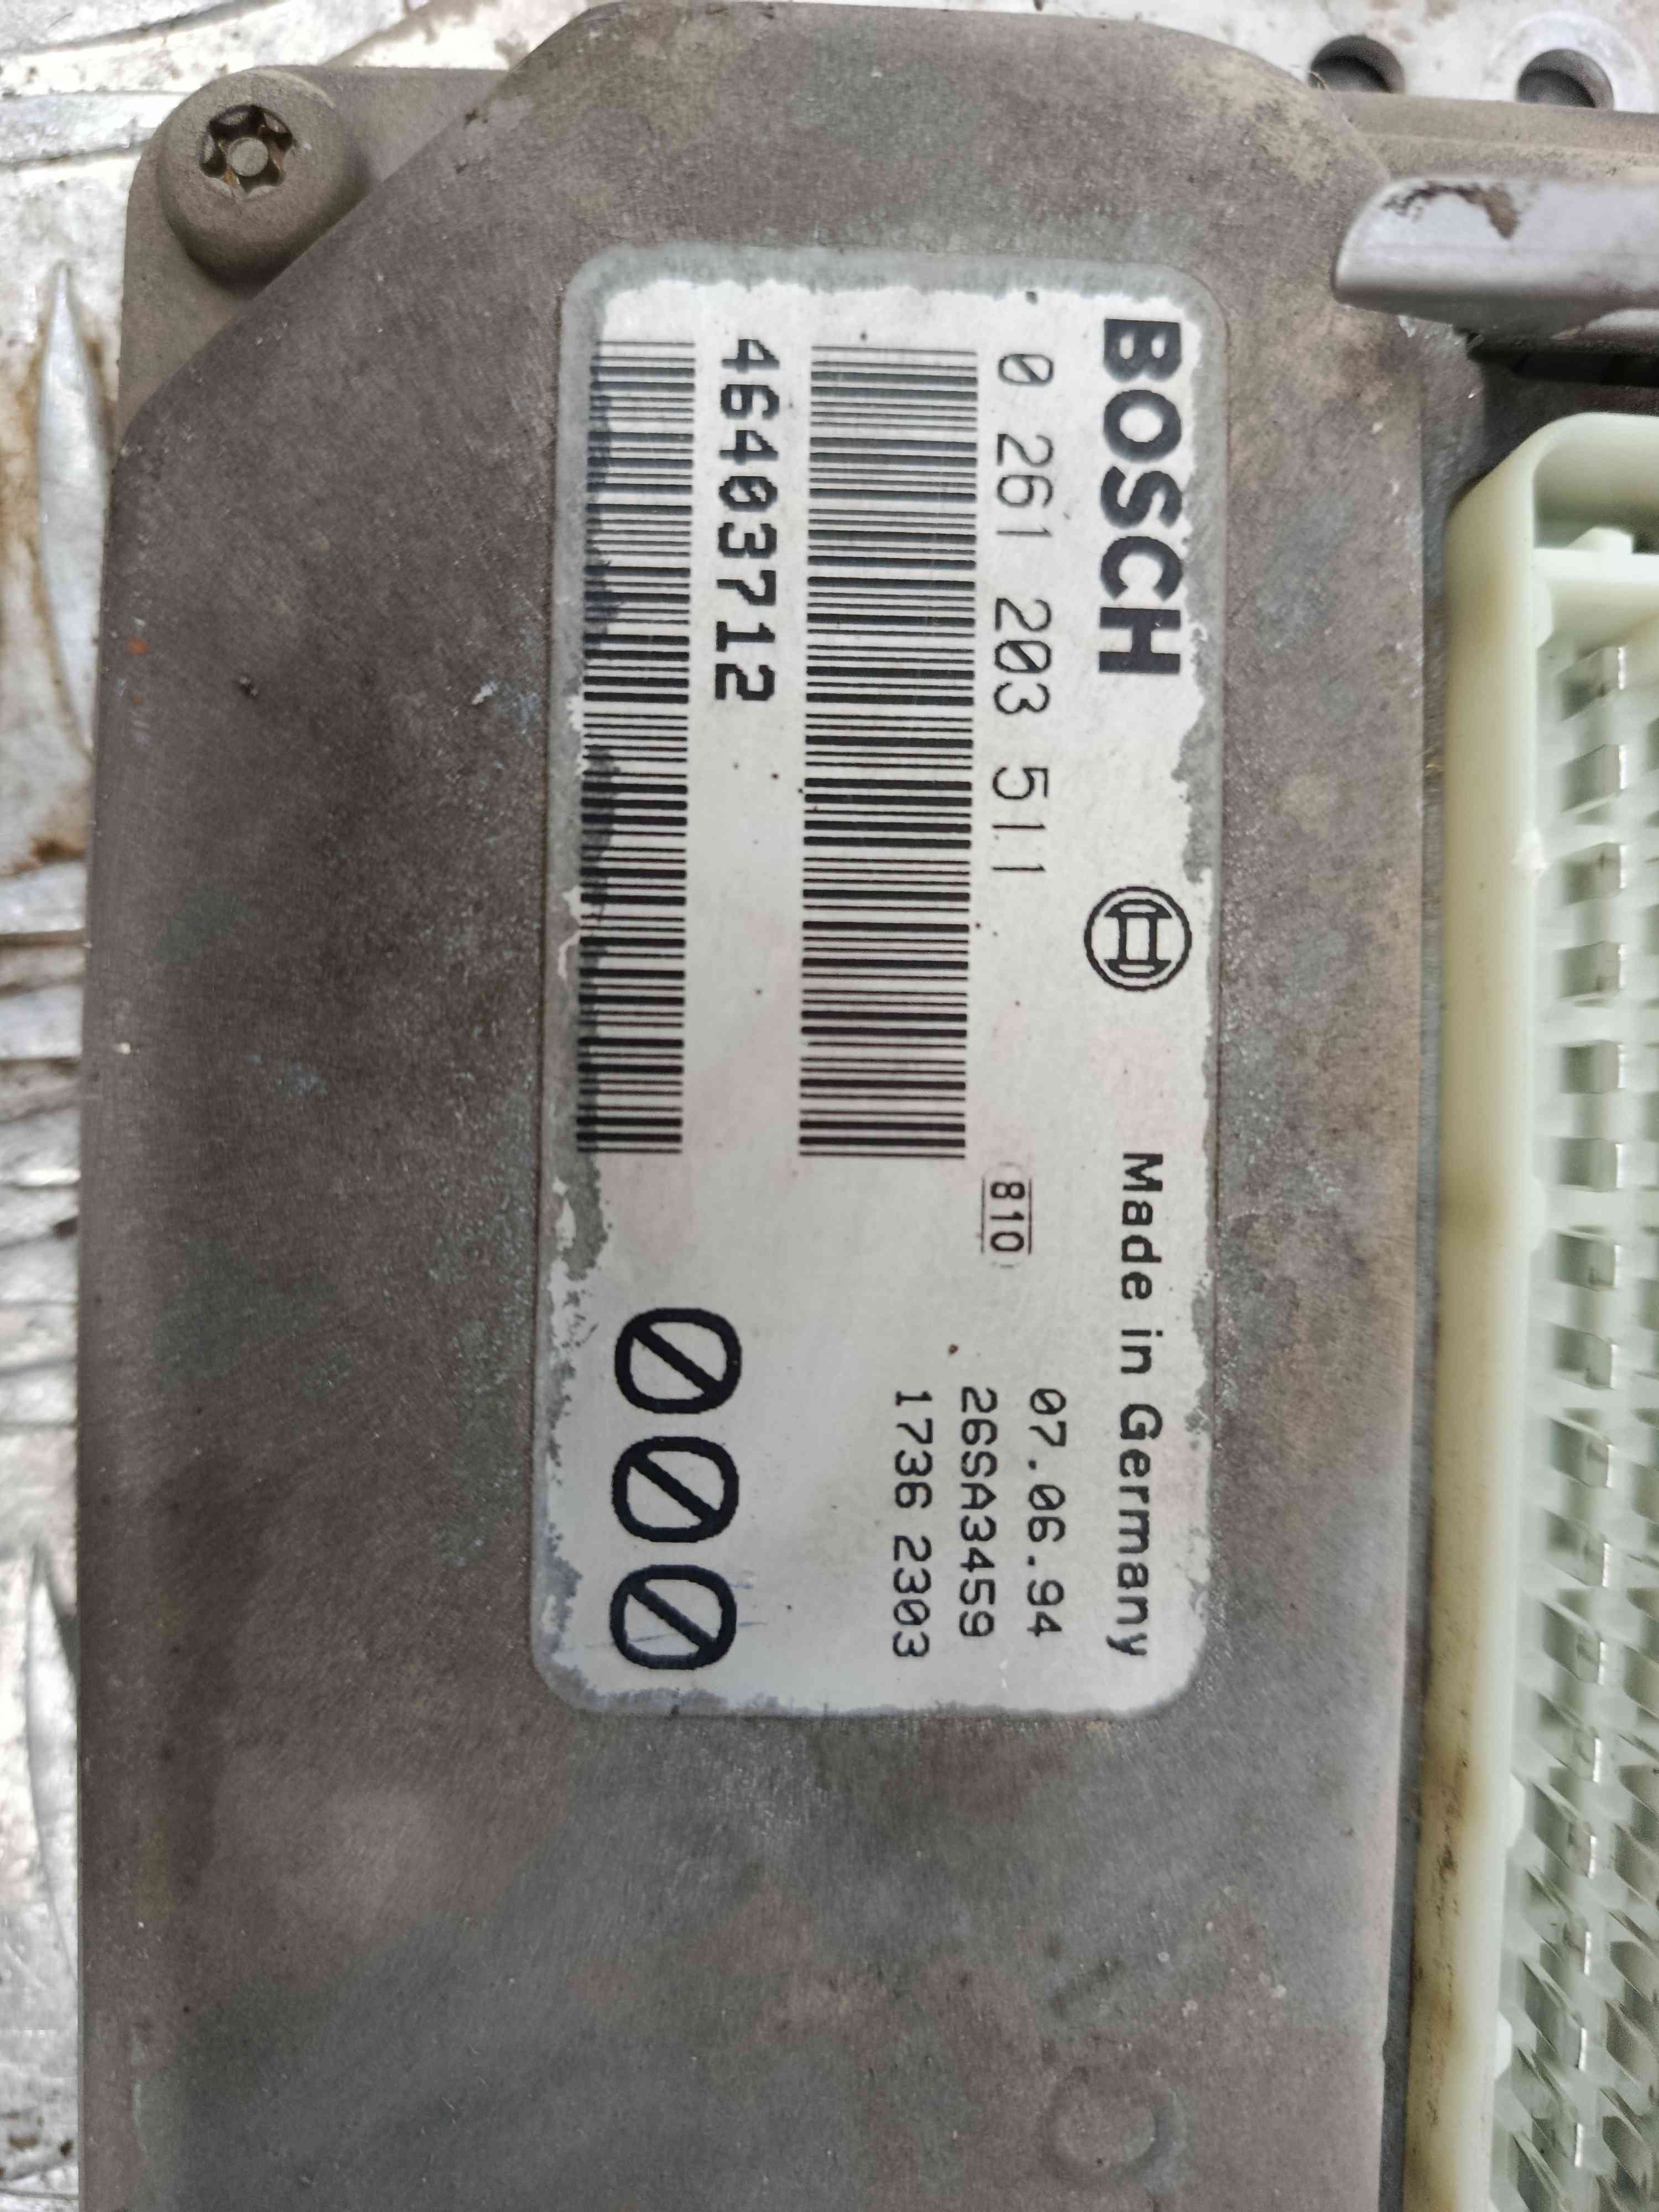 BOSCH Made in Germany
0 261 203 511 07.06.94
810 26SA3459
1736 2303
46403712
000